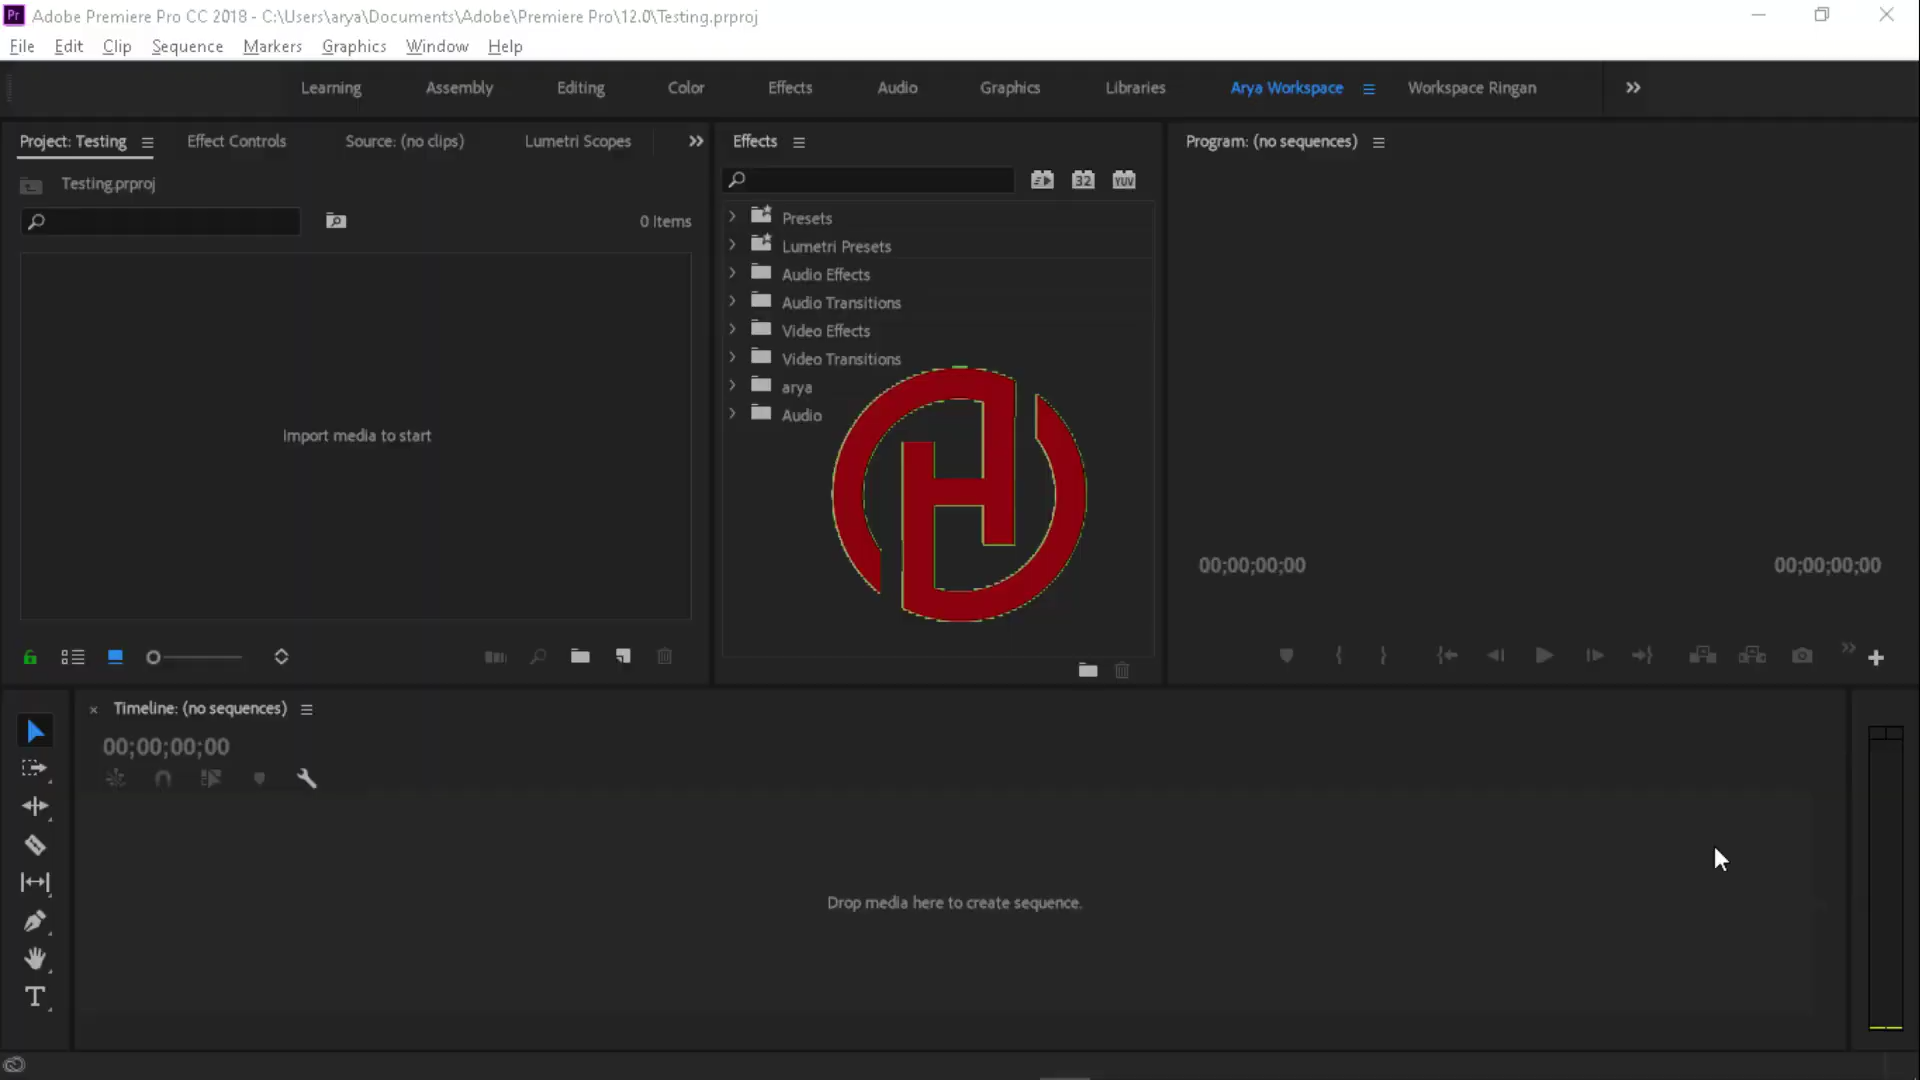 Adobe Premiere Pro CC 2018 - C:\Users\arya\Documents\Adobe\Premiere Pro\12.0\Testing.prproj
File Edit Clip Sequence Markers Graphics Window Help
Learning Assembly Editing Color Effects Audio Graphics Libraries Arya Workspace Workspace Ringan
Project: Testing Effect Controls Source: (no clips) Lumetri Scopes
Testing.prproj
0 Items
Import media to start
Effects
32 YUV
Presets
Lumetri Presets
Audio Effects
Audio Transitions
Video Effects
Video Transitions
arya
Audio
Program: (no sequences)
00;00;00;00 00;00;00;00
Timeline: (no sequences)
00;00;00;00
Drop media here to create sequence.